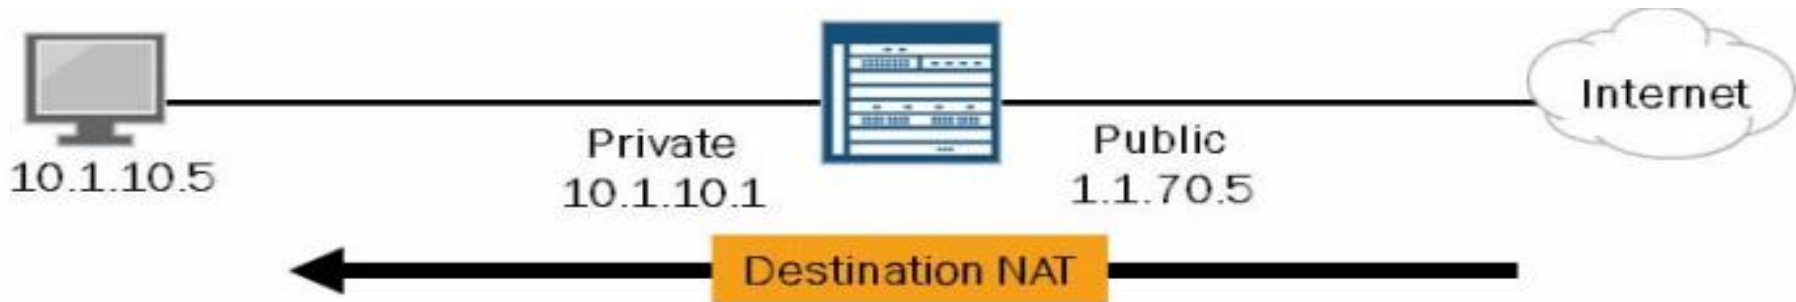 Internet
Private
Public
10.1.10.5
10.1.10.1
1.1.70.5
Destination NAT